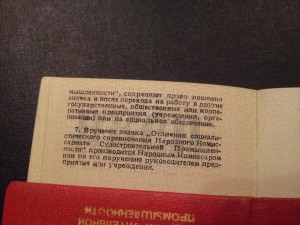 мышленности", сохраняют право ношения
значка и после перехода на работу в другие
государственные, общественные или коопе-
ративные предприятия (учреждения, орга-
низации) или на социальное обеспечение.
7. Вручение значка „Отличник социали-
стического соревнования Народного Комис-
сариата Судостроительной Промышлен-
ности" производится Народным Комиссаром
или по его поручению руководителем пред-
приятия или учреждения.
ПРОМЫШЛЕННОСТИ